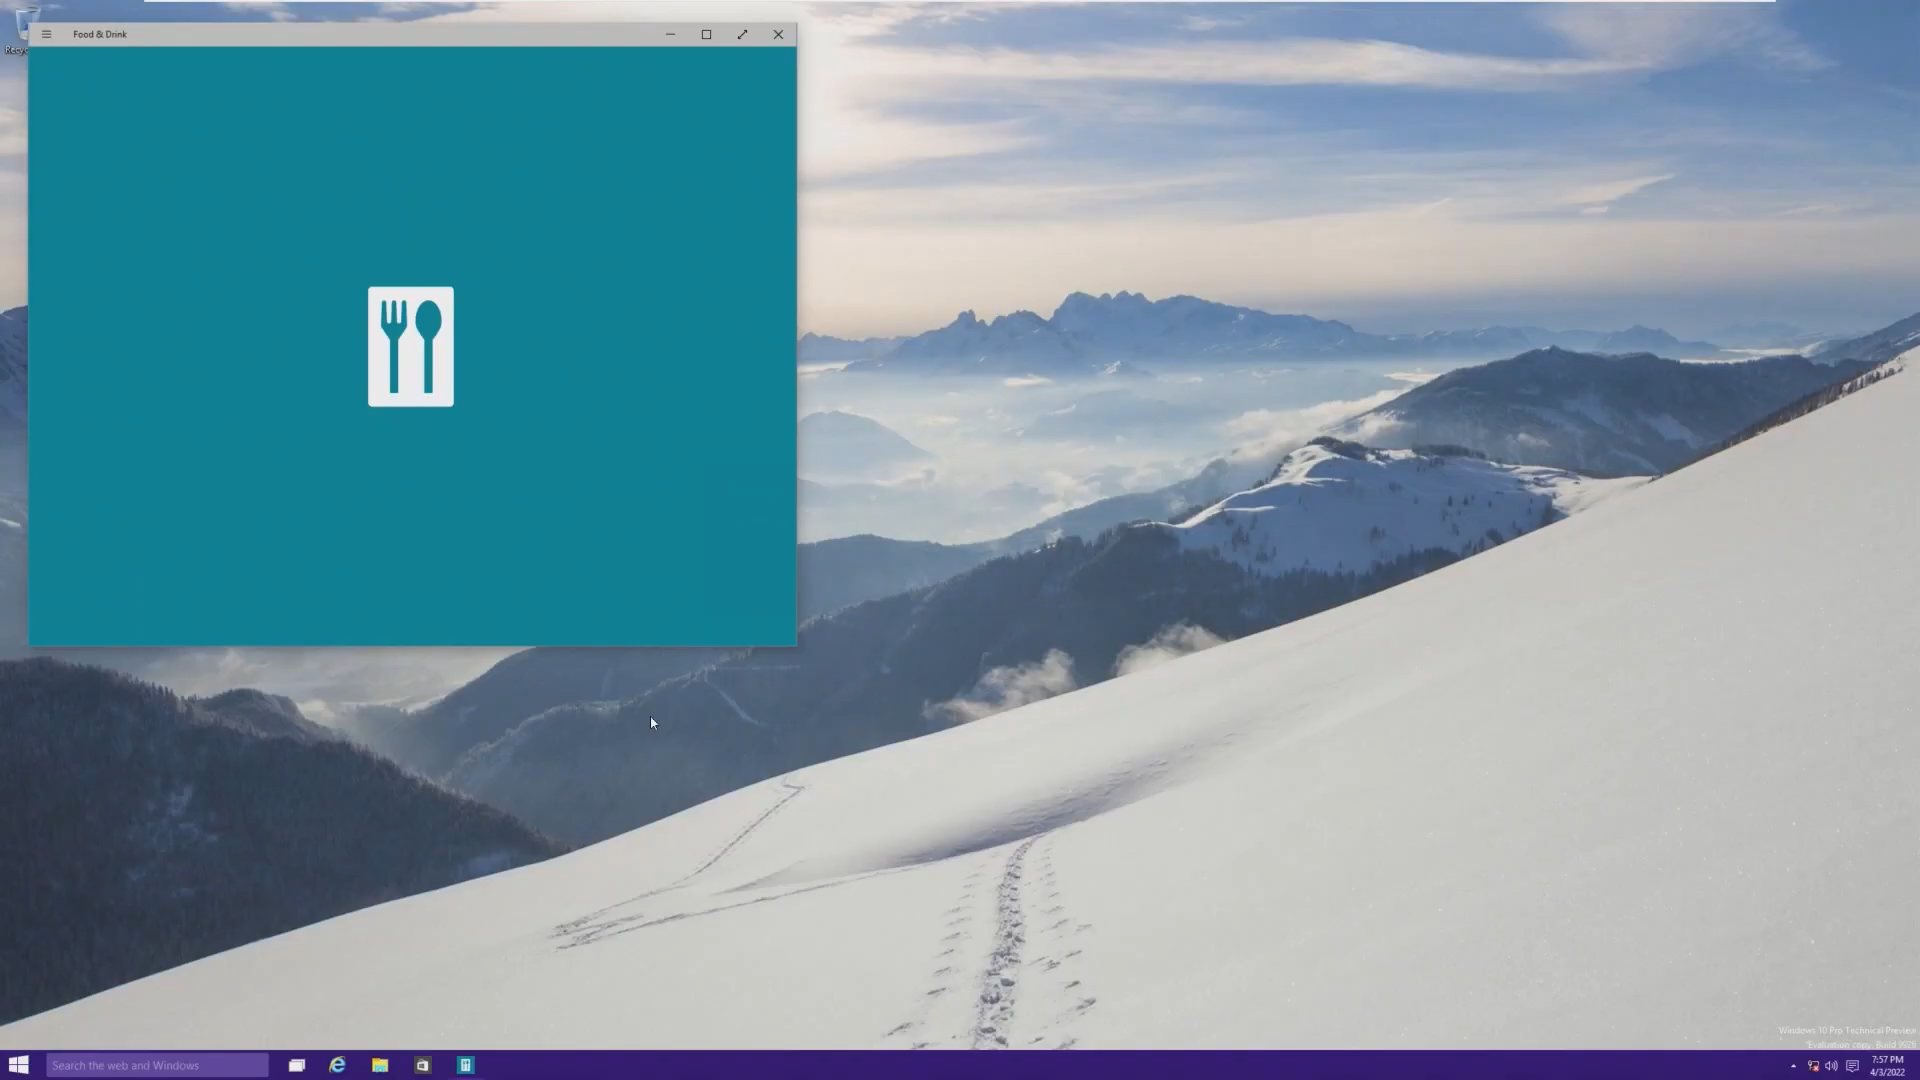 Food & Drink
Windows 10 Pro Technical Preview
Evaluation copy. Build 9926
Search the web and Windows
7:57 PM
4/3/2022